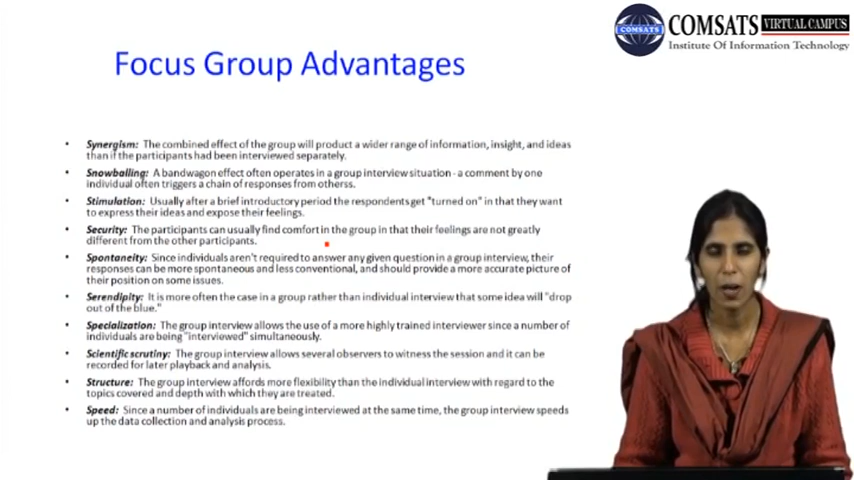 COMSATS
COMSATS VIRTUAL CAMPUS
Institute Of Information Technology
Focus Group Advantages
• Synergism: The combined effect of the group will product a wider range of information, insight, and ideas
than if the participants had been interviewed separately.
• Snowballing: A bandwagon effect often operates in a group interview situation - a comment by one
individual often triggers a chain of responses from otherss.
• Stimulation: Usually after a brief introductory period the respondents get "turned on" in that they want
to express their ideas and expose their feelings.
• Security: The participants can usually find comfort in the group in that their feelings are not greatly
different from the other participants.
• Spontaneity: Since individuals aren't required to answer any given question in a group interview, their
responses can be more spontaneous and less conventional, and should provide a more accurate picture of
their position on some issues.
• Serendipity: It is more often the case in a group rather than individual interview that some idea will "drop
out of the blue."
• Specialization: The group interview allows the use of a more highly trained interviewer since a number of
individuals are being "interviewed" simultaneously.
• Scientific scrutiny: The group interview allows several observers to witness the session and it can be
recorded for later playback and analysis.
• Structure: The group interview affords more flexibility than the individual interview with regard to the
topics covered and depth with which they are treated.
• Speed: Since a number of individuals are being interviewed at the same time, the group interview speeds
up the data collection and analysis process.